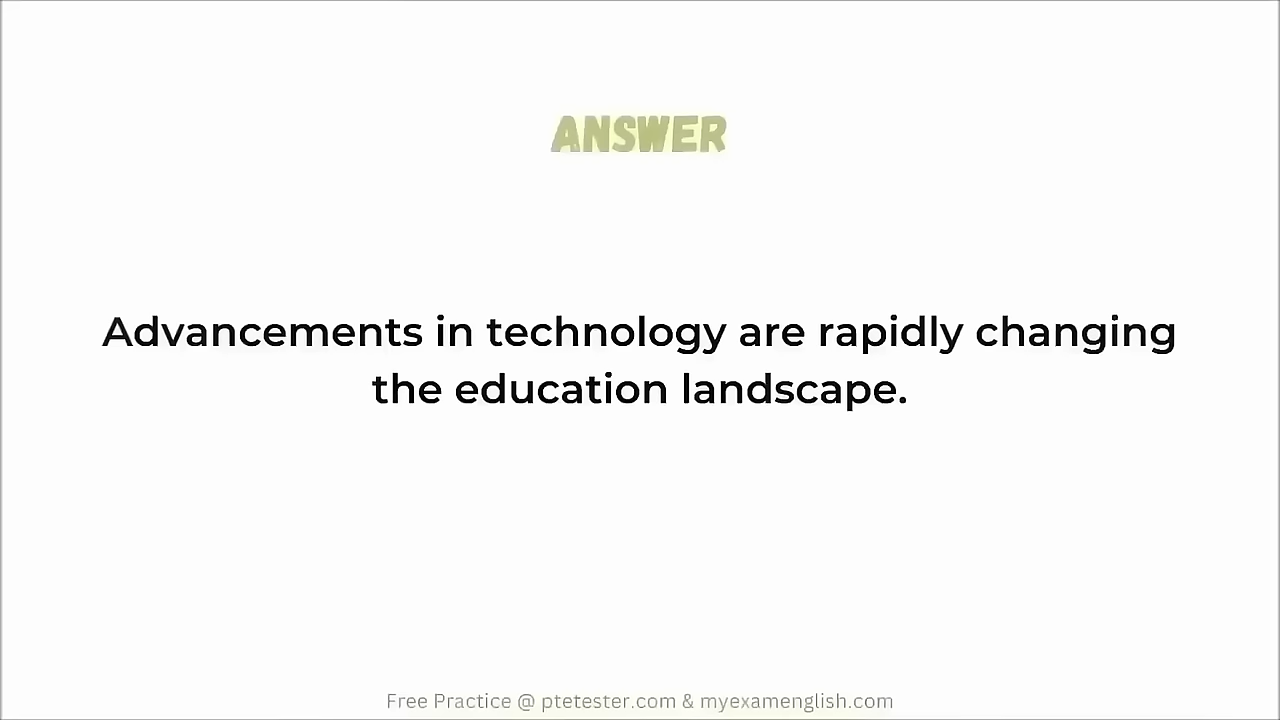 ANSWER
Advancements in technology are rapidly changing
the education landscape.
Free Practice @ ptetester.com & myexamenglish.com